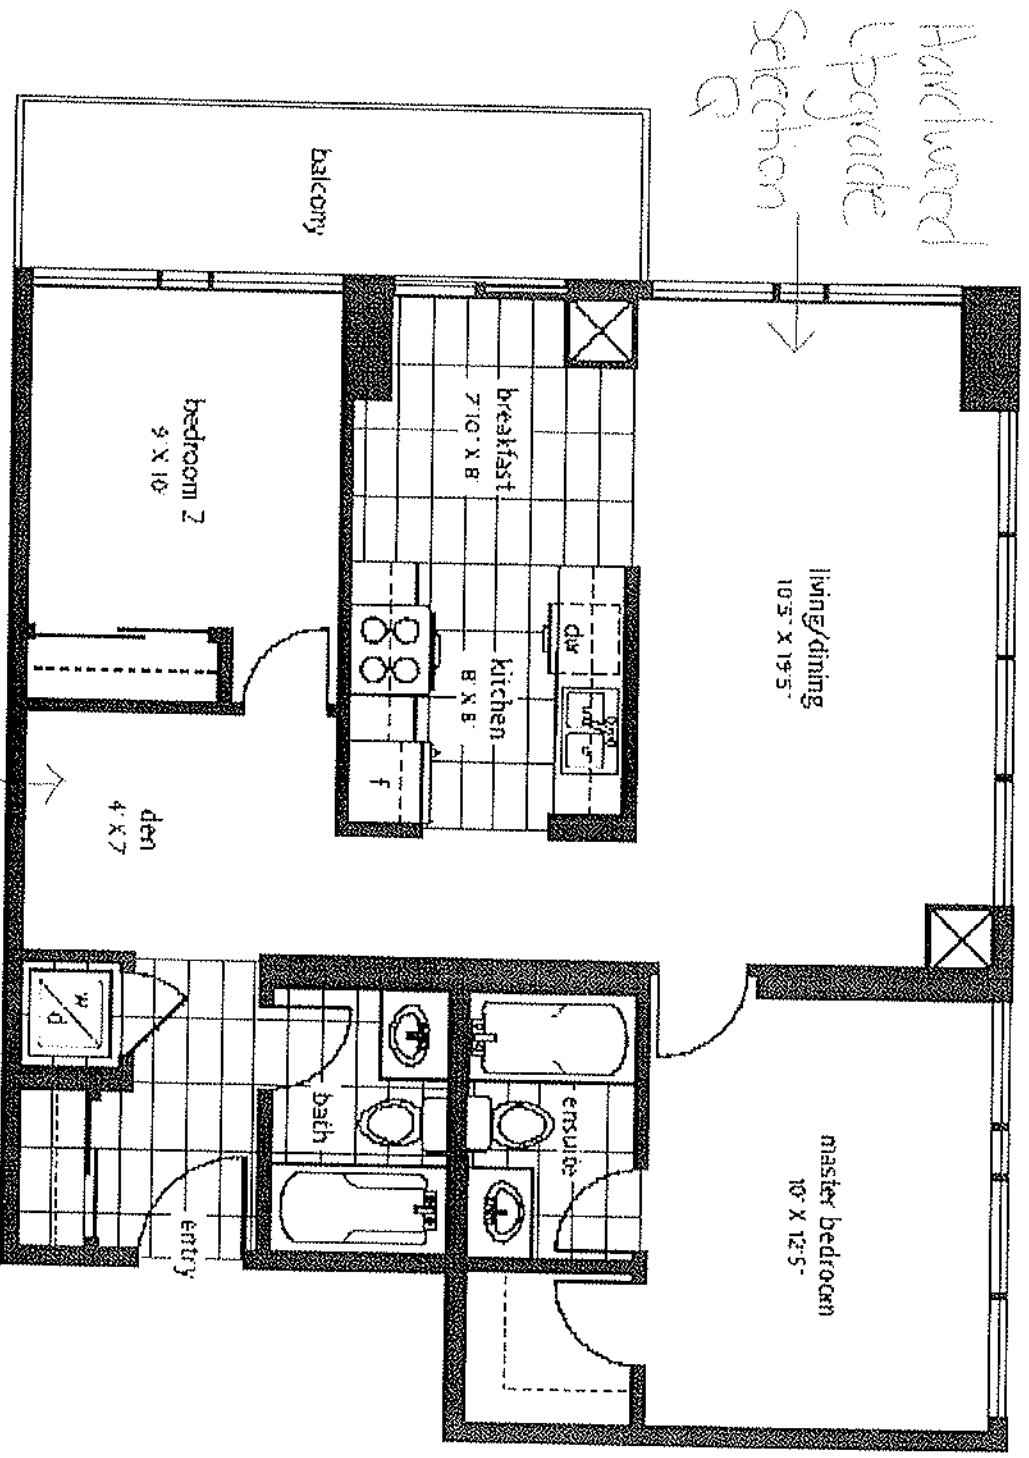 Hardwood
Upgrade
Selection
Q
balcony
living/dining
10'5" X 19'5"
breakfast
7'10" X 8'
bedroom 2
9' X 10'
kitchen
8' X 8'
dw
f
den
4' X 7'
master bedroom
10' X 12'5"
ensuite
bath
w
d
entry